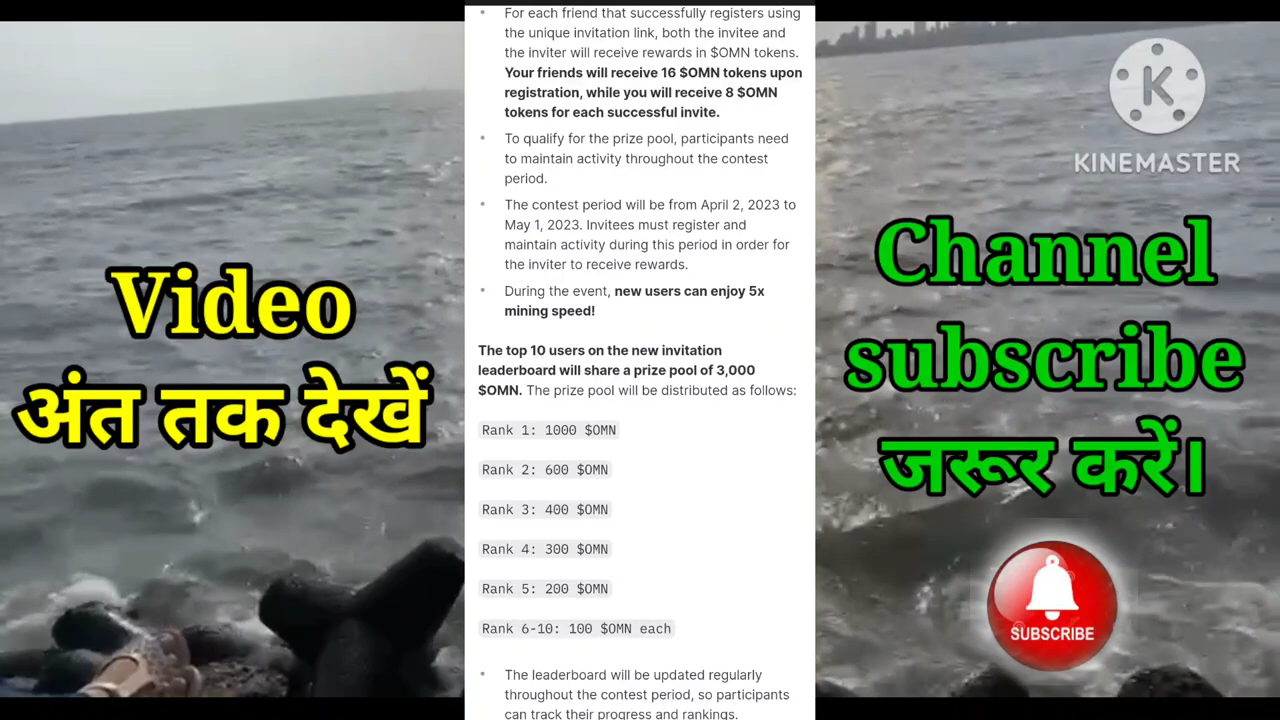 Video
अंत तक देखें
For each friend that successfully registers using
the unique invitation link, both the invitee and
the inviter will receive rewards in $OMN tokens.
Your friends will receive 16 $OMN tokens upon
registration, while you will receive 8 $OMN
tokens for each successful invite.
To qualify for the prize pool, participants need
to maintain activity throughout the contest
period.
The contest period will be from April 2, 2023 to
May 1, 2023. Invitees must register and
maintain activity during this period in order for
the inviter to receive rewards.
During the event, new users can enjoy 5x
mining speed!
The top 10 users on the new invitation
leaderboard will share a prize pool of 3,000
$OMN. The prize pool will be distributed as follows:
Rank 1: 1000 $OMN
Rank 2: 600 $OMN
Rank 3: 400 $OMN
Rank 4: 300 $OMN
Rank 5: 200 $OMN
Rank 6-10: 100 $OMN each
The leaderboard will be updated regularly
throughout the contest period, so participants
can track their progress and rankings.
K
KINEMASTER
Channel
subscribe
जरूर करें।
SUBSCRIBE